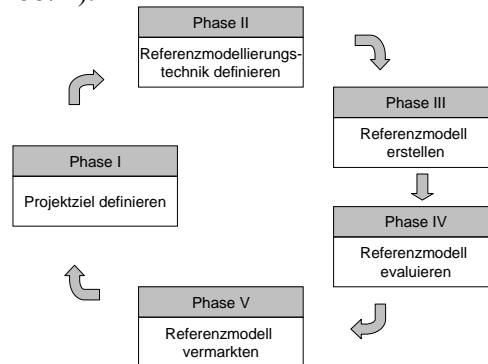 Phase II
Referenzmodellierungs-
technik definieren
Phase III
Referenzmodell
erstellen
Phase I
Projektziel definieren
Phase IV
Referenzmodell
evaluieren
Phase V
Referenzmodell
vermarkten